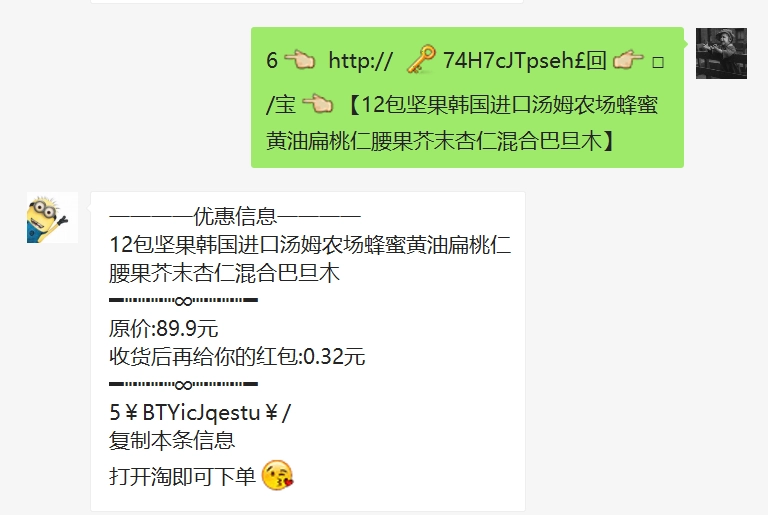 6👈 http:// 🔑74H7cJTpseh£回👉□
/宝👈【12包坚果韩国进口汤姆农场蜂蜜
黄油扁桃仁腰果芥末杏仁混合巴旦木】
————优惠信息————
12包坚果韩国进口汤姆农场蜂蜜黄油扁桃仁
腰果芥末杏仁混合巴旦木
━┉┉┉┉∞┉┉┉┉━
原价:89.9元
收货后再给你的红包:0.32元
━┉┉┉┉∞┉┉┉┉━
5￥BTYicJqestu￥/
复制本条信息
打开淘即可下单😘